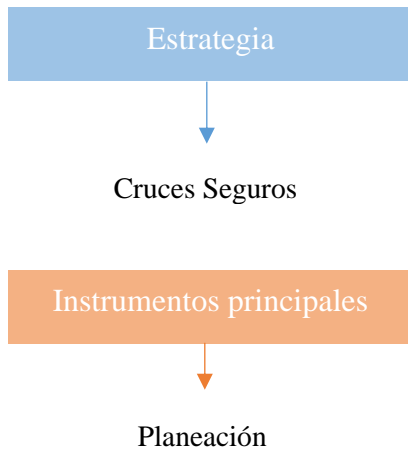 Estrategia
Cruces Seguros
Instrumentos principales
Planeación